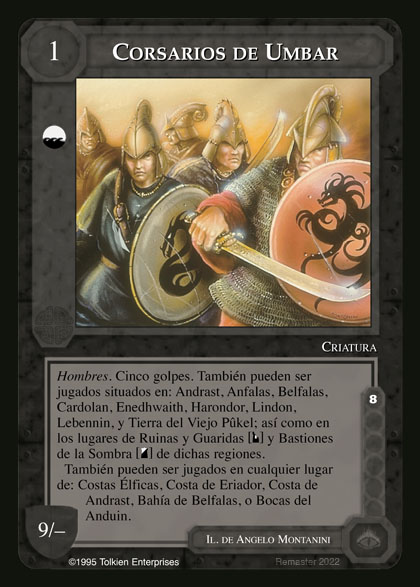 1
CORSARIOS DE UMBAR
CRIATURA
Hombres. Cinco golpes. También pueden ser
jugados situados en: Andrast, Anfalas, Belfalas,
Cardolan, Enedhwaith, Harondor, Lindon,
Lebennin, y Tierra del Viejo Pûkel; así como en
los lugares de Ruinas y Guaridas [] y Bastiones
de la Sombra [] de dichas regiones.
También pueden ser jugados en cualquier lugar
de: Costas Élficas, Costa de Eriador, Costa de
Andrast, Bahía de Belfalas, o Bocas del
Anduin.
8
9/–
IL. DE ANGELO MONTANINI
©1995 Tolkien Enterprises
Remaster 2022